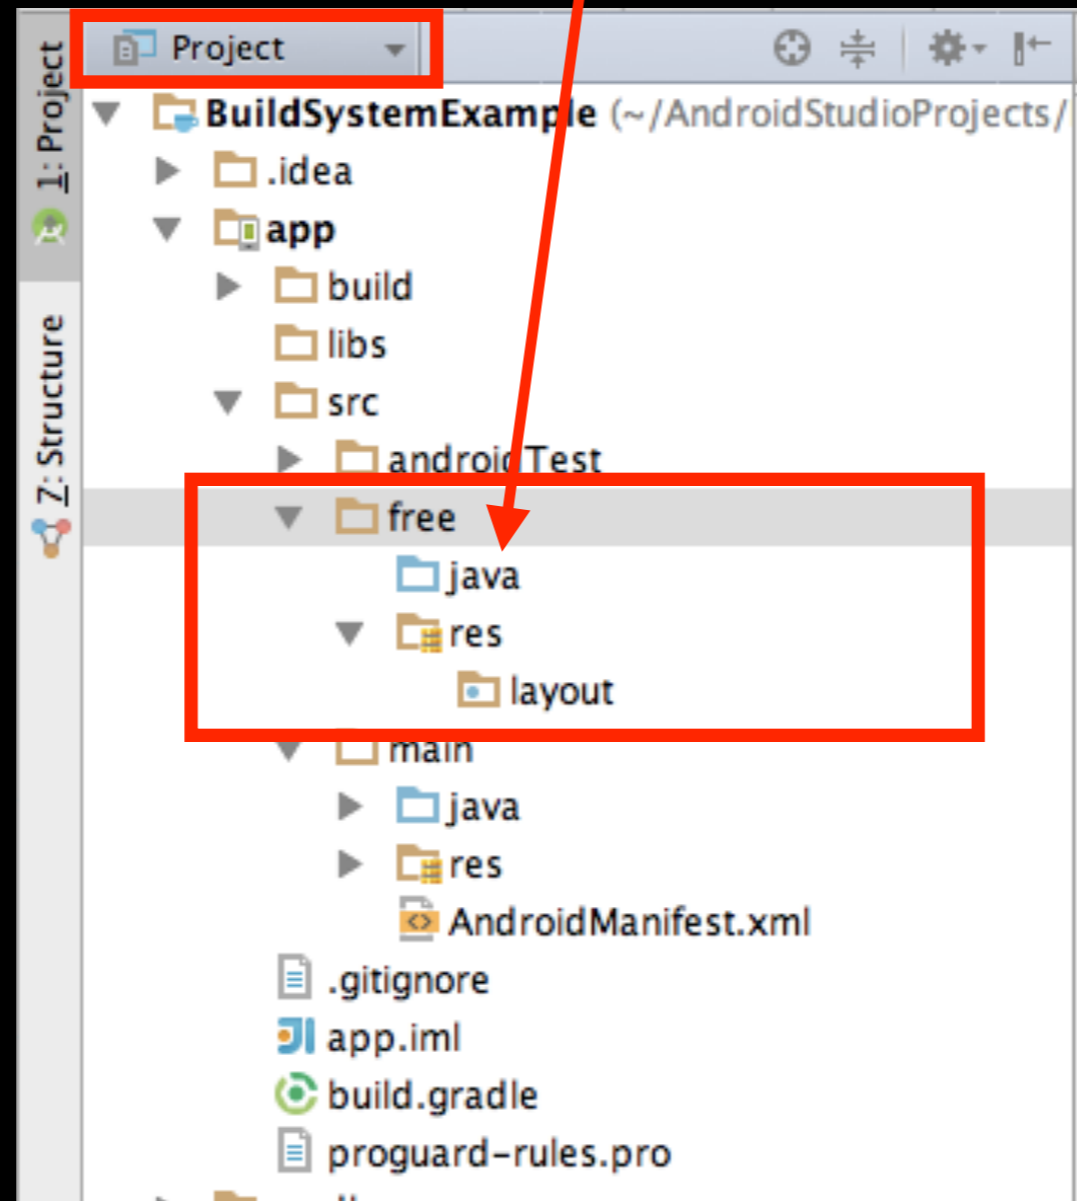 Project
1: Project
7: Structure
BuildSystemExample (~/AndroidStudioProjects/
.idea
app
build
libs
src
androidTest
free
java
res
layout
main
java
res
AndroidManifest.xml
.gitignore
app.iml
build.gradle
proguard-rules.pro